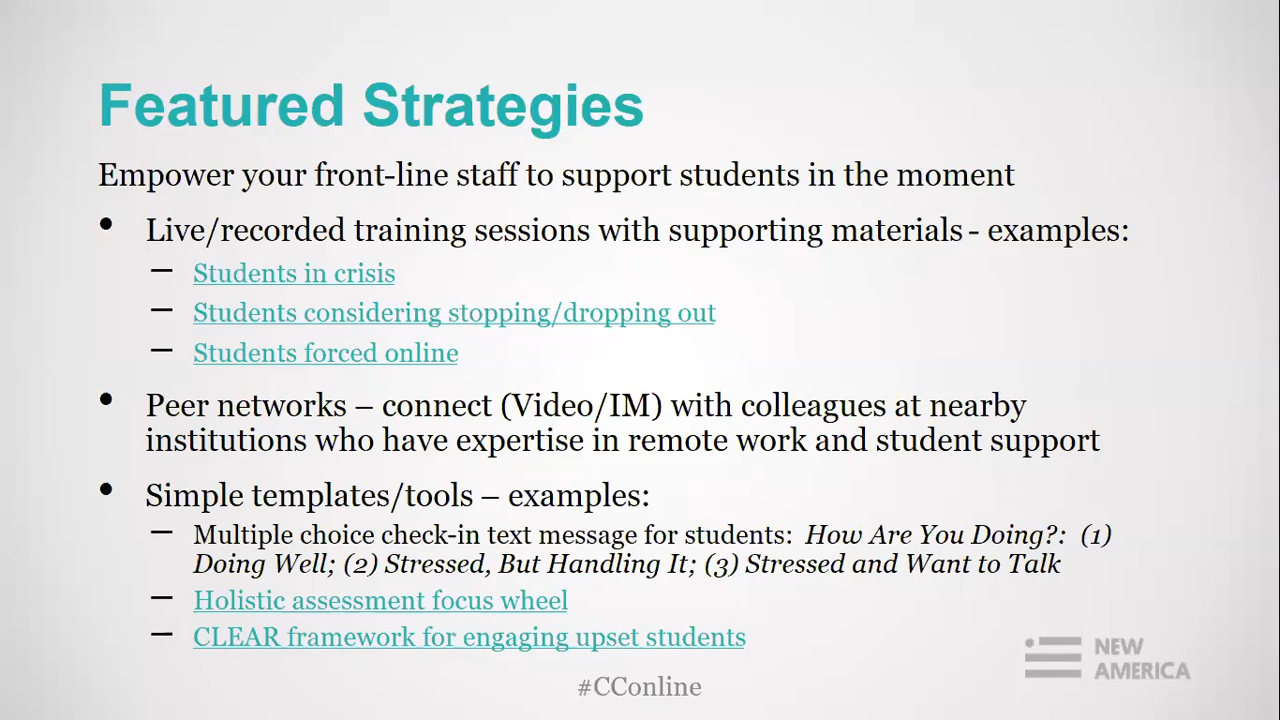 Featured Strategies
Empower your front-line staff to support students in the moment
• Live/recorded training sessions with supporting materials - examples:
– Students in crisis
– Students considering stopping/dropping out
– Students forced online
• Peer networks – connect (Video/IM) with colleagues at nearby
institutions who have expertise in remote work and student support
• Simple templates/tools – examples:
– Multiple choice check-in text message for students: How Are You Doing?: (1)
Doing Well; (2) Stressed, But Handling It; (3) Stressed and Want to Talk
– Holistic assessment focus wheel
– CLEAR framework for engaging upset students
#CConline
NEW
AMERICA